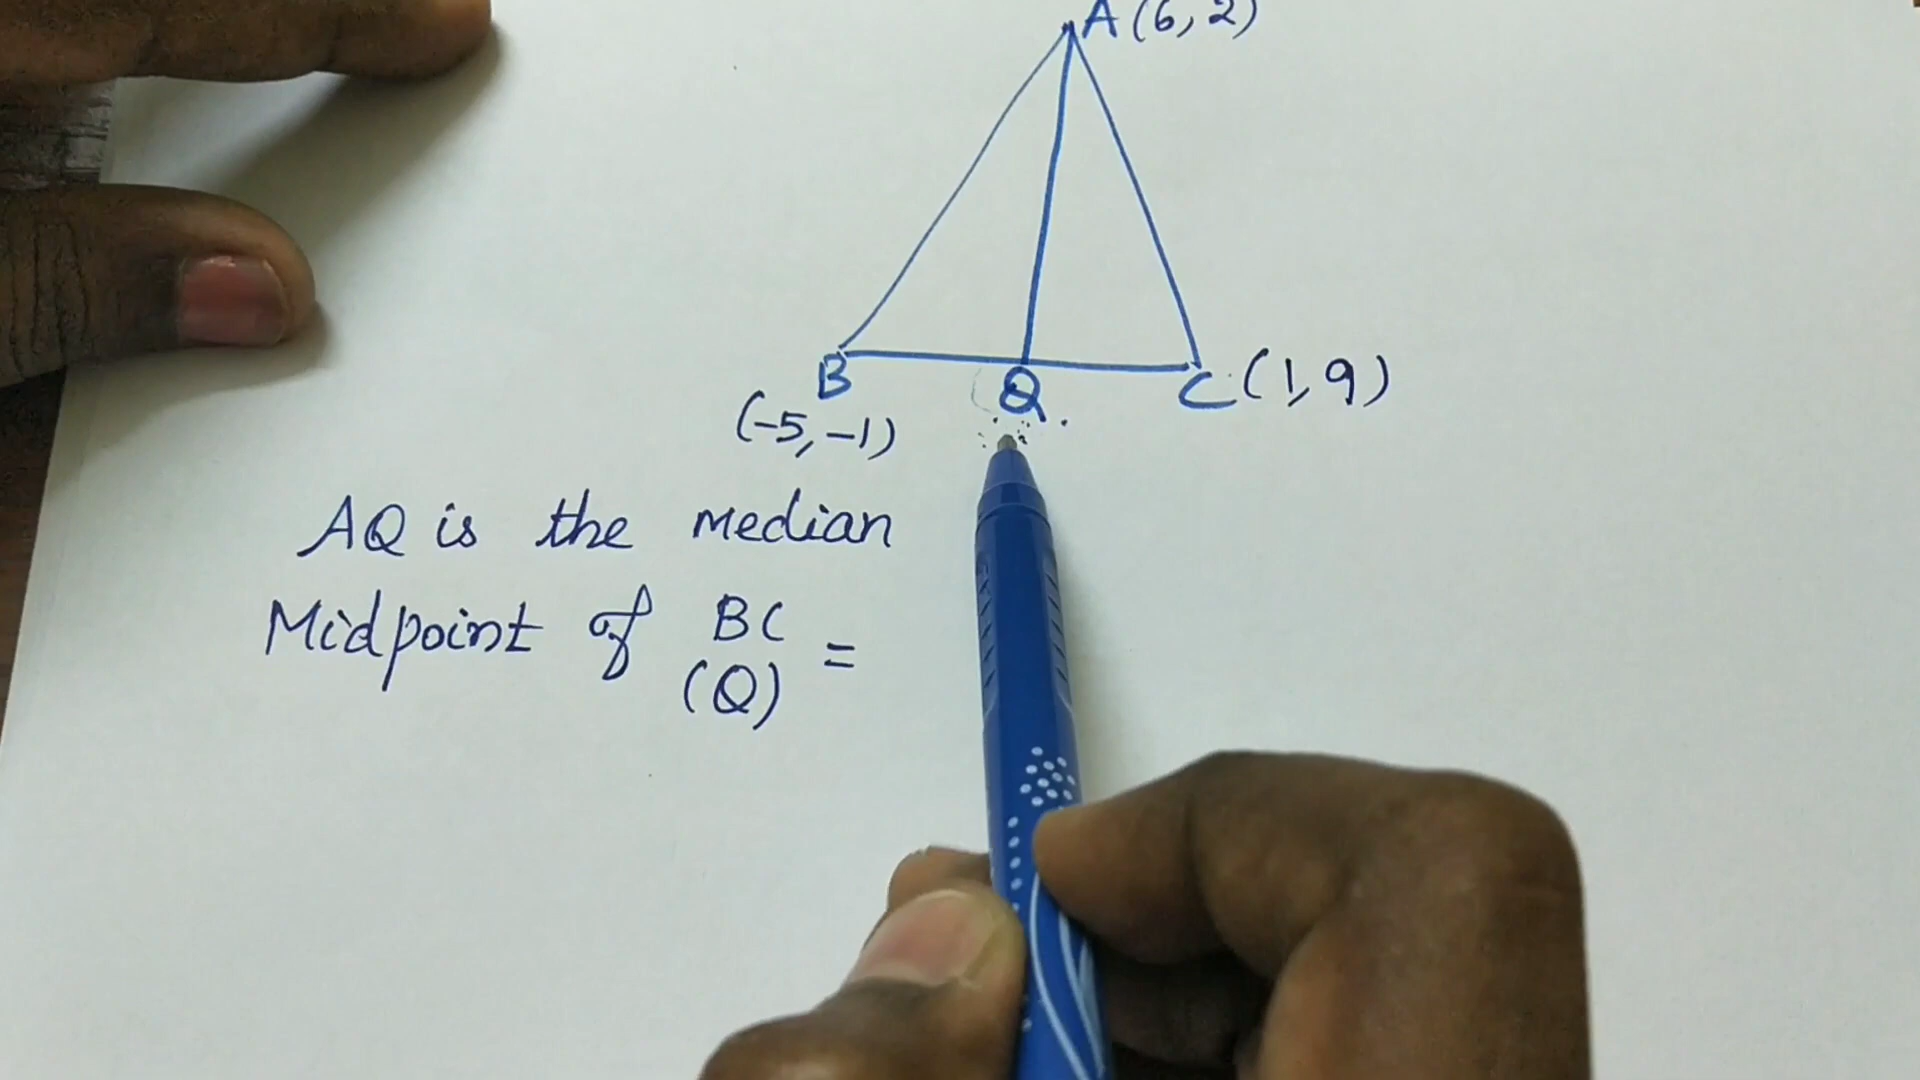 A (6, 2)
B Q C (1, 9)
(-5, -1)
AQ is the median
Midpoint of BC =
(Q)